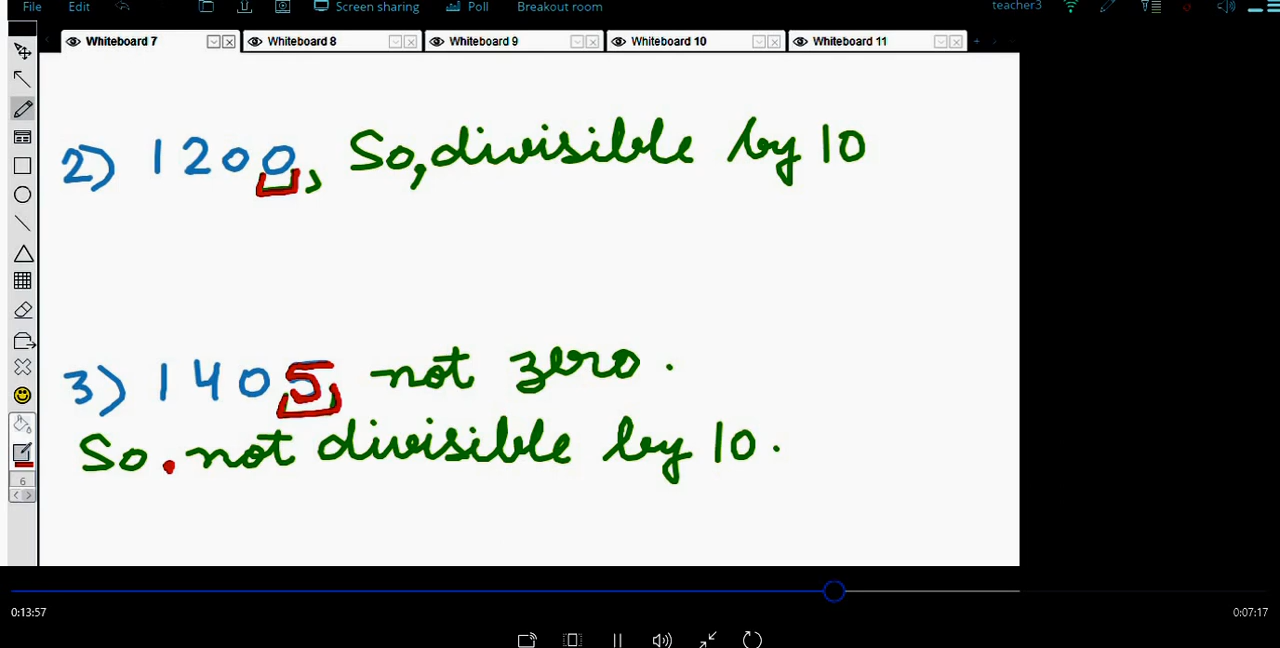 File Edit Screen sharing Poll Breakout room teacher3
Whiteboard 7 Whiteboard 8 Whiteboard 9 Whiteboard 10 Whiteboard 11
2) 1200, So, divisible by 10
3) 1405, not zero.
So. not divisible by 10.
6
0:13:57 0:07:17